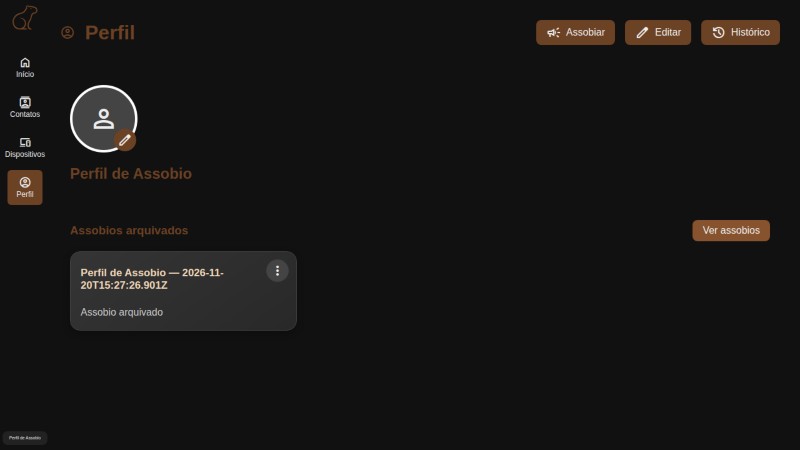 Perfil
Assobiar
Editar
Histórico
Início
Contatos
Dispositivos
Perfil
Perfil de Assobio
Assobios arquivados
Ver assobios
Perfil de Assobio — 2026-11-
20T15:27:26.901Z
Assobio arquivado
Perfil de Assobio